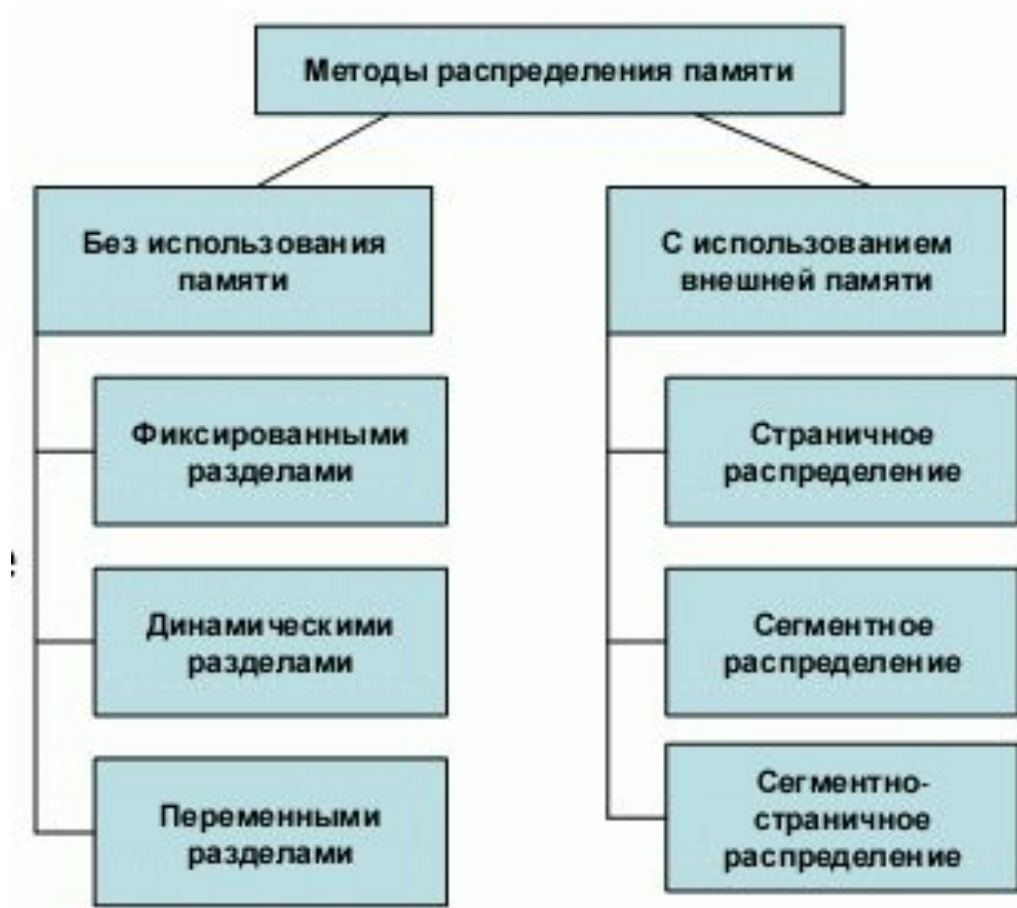 Методы распределения памяти
Без использования
памяти
Фиксированными
разделами
Динамическими
разделами
Переменными
разделами
С использованием
внешней памяти
Страничное
распределение
Сегментное
распределение
Сегментно-
страничное
распределение